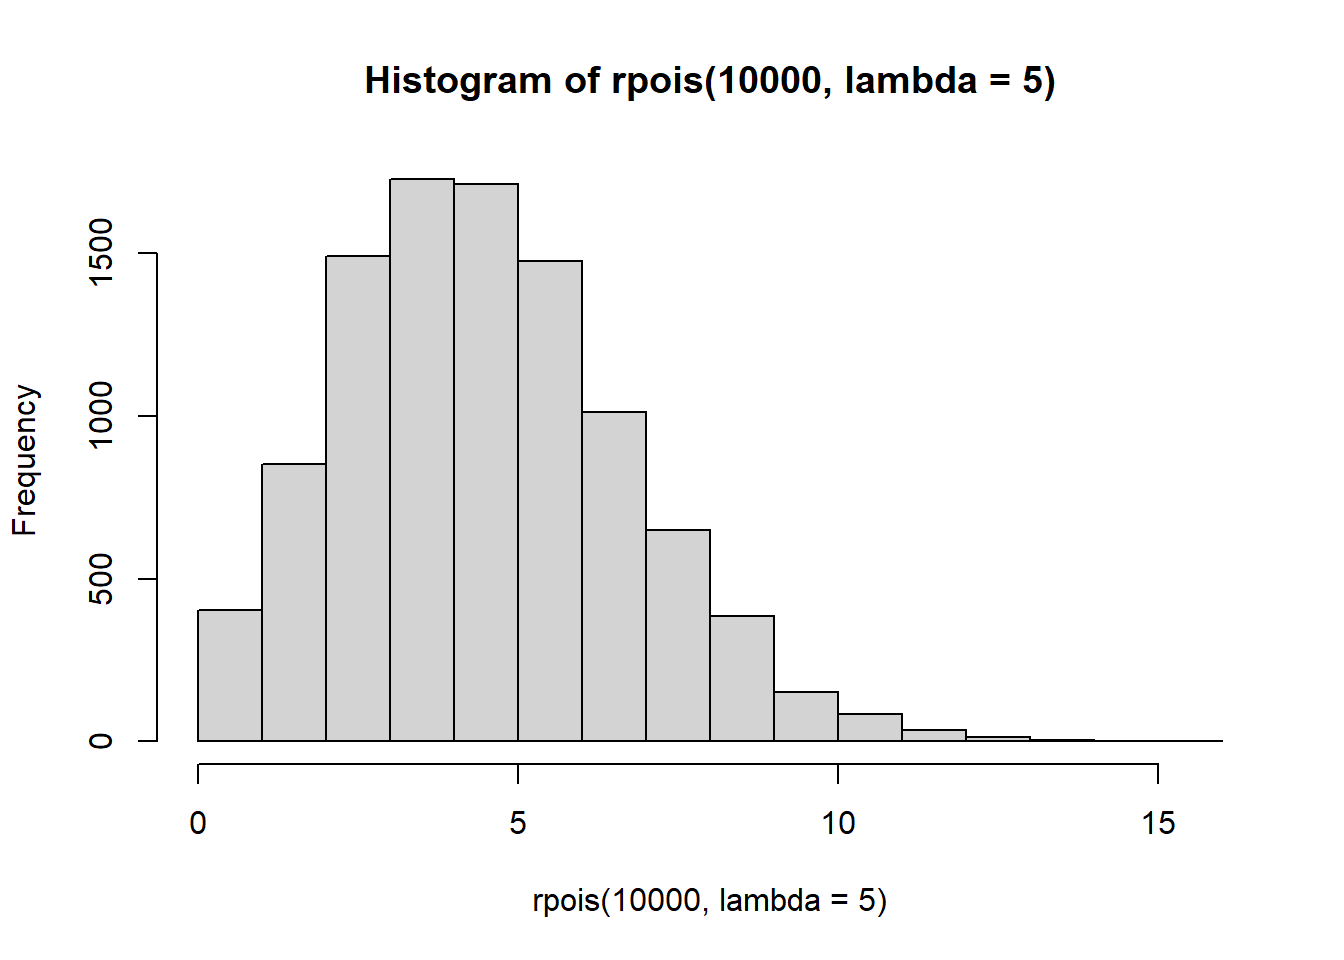 Histogram of rpois(10000, lambda = 5)
Frequency
1500
1000
500
0
0 5 10 15
rpois(10000, lambda = 5)